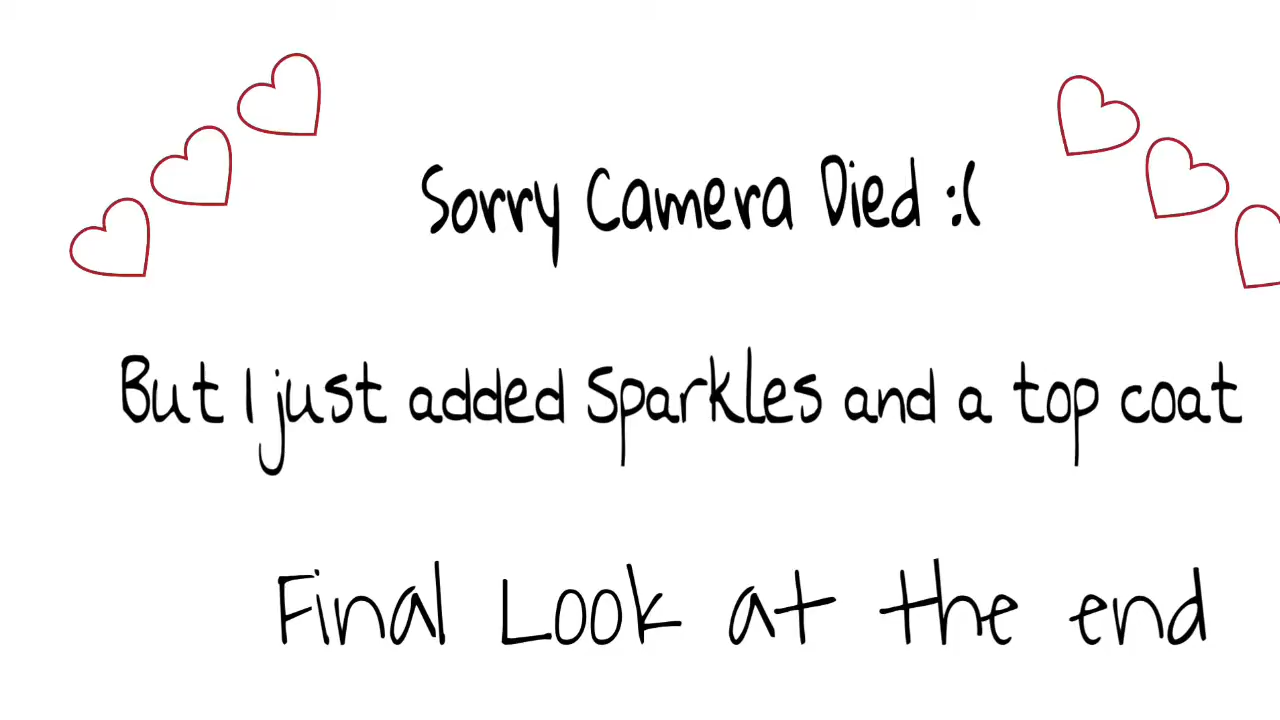 Sorry Camera Died :(
But I just added Sparkles and a top coat
Final Look at the end